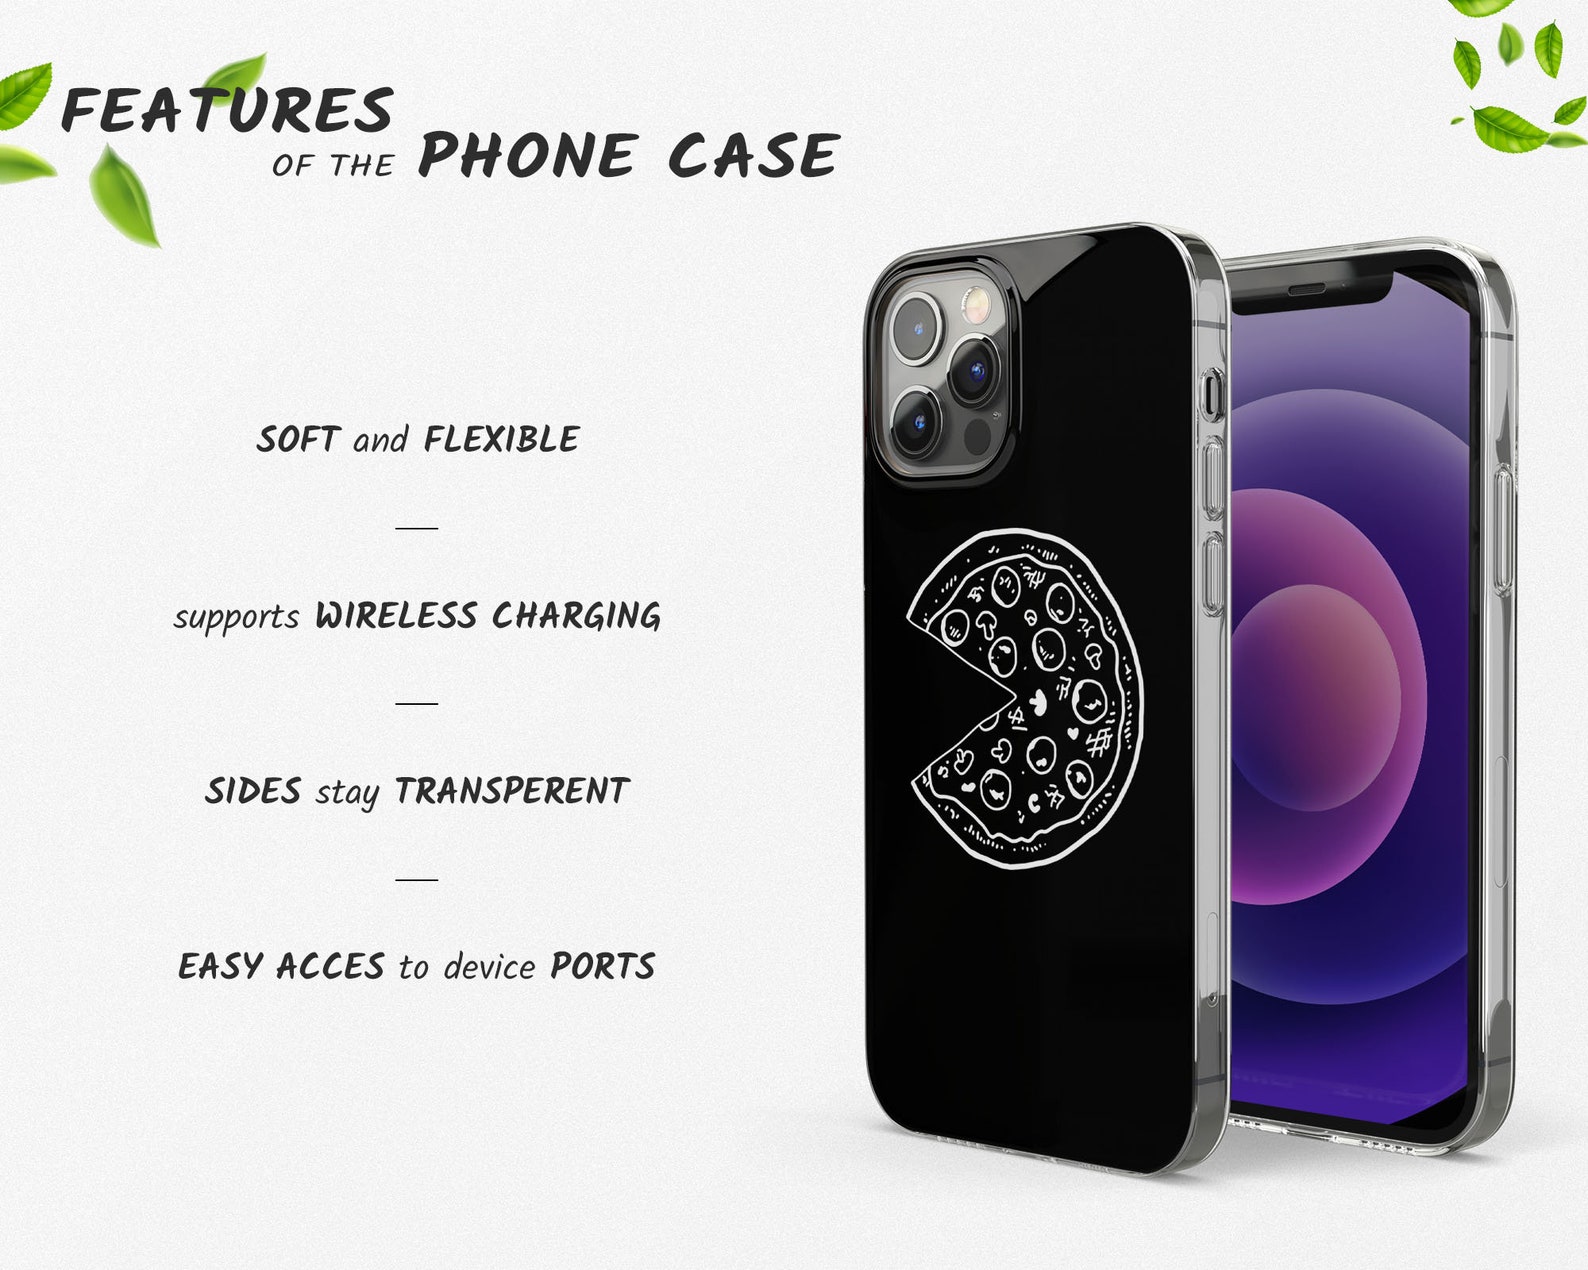 FEATURES
OF THE PHONE CASE
SOFT and FLEXIBLE
supports WIRELESS CHARGING
SIDES stay TRANSPERENT
EASY ACCES to device PORTS